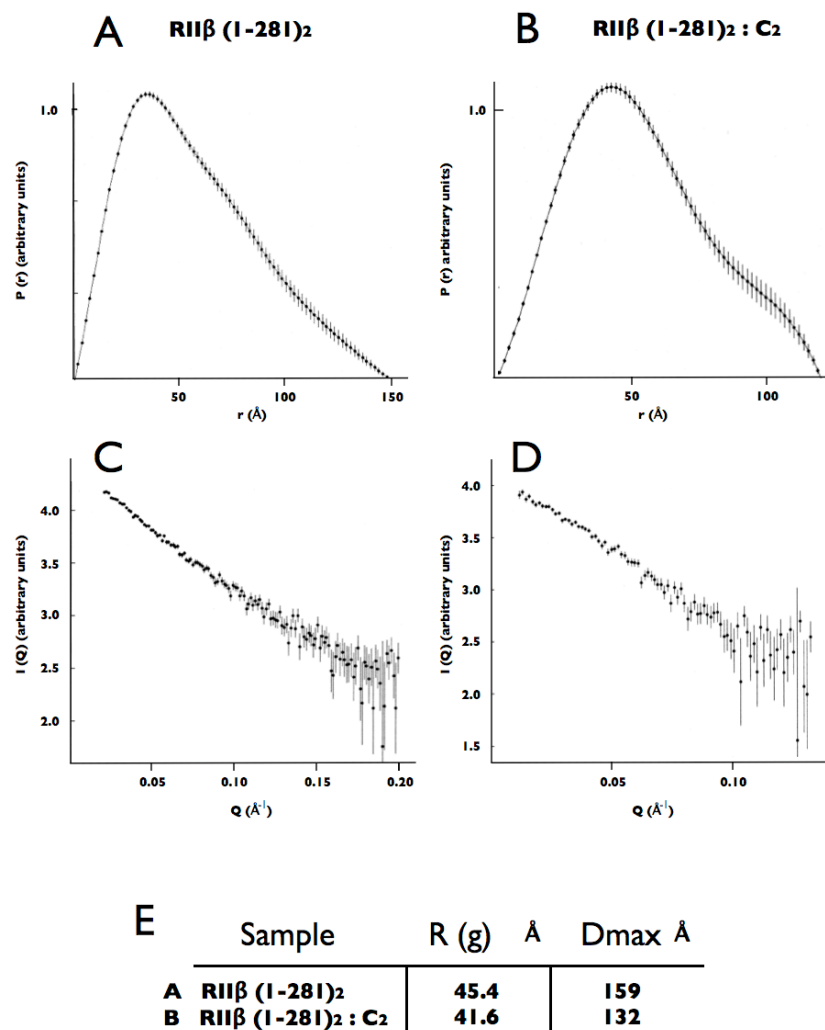 A RIIβ (1-281)₂
B RIIβ (1-281)₂ : C₂
1.0
P (r) (arbitrary units)
50 100 150
r (Å)
1.0
P (r) arbitrary units)
50 100
r (Å)
C
4.0
3.5
3.0
2.5
2.0
I (Q) (arbitrary units)
0.05 0.10 0.15 0.20
Q (Å⁻¹)
D
4.0
3.5
3.0
2.5
2.0
1.5
I (Q) (arbitrary units)
0.05 0.10
Q (Å⁻¹)
E
Sample R (g) Å Dmax Å
A RIIβ (1-281)₂ 45.4 159
B RIIβ (1-281)₂ : C₂ 41.6 132